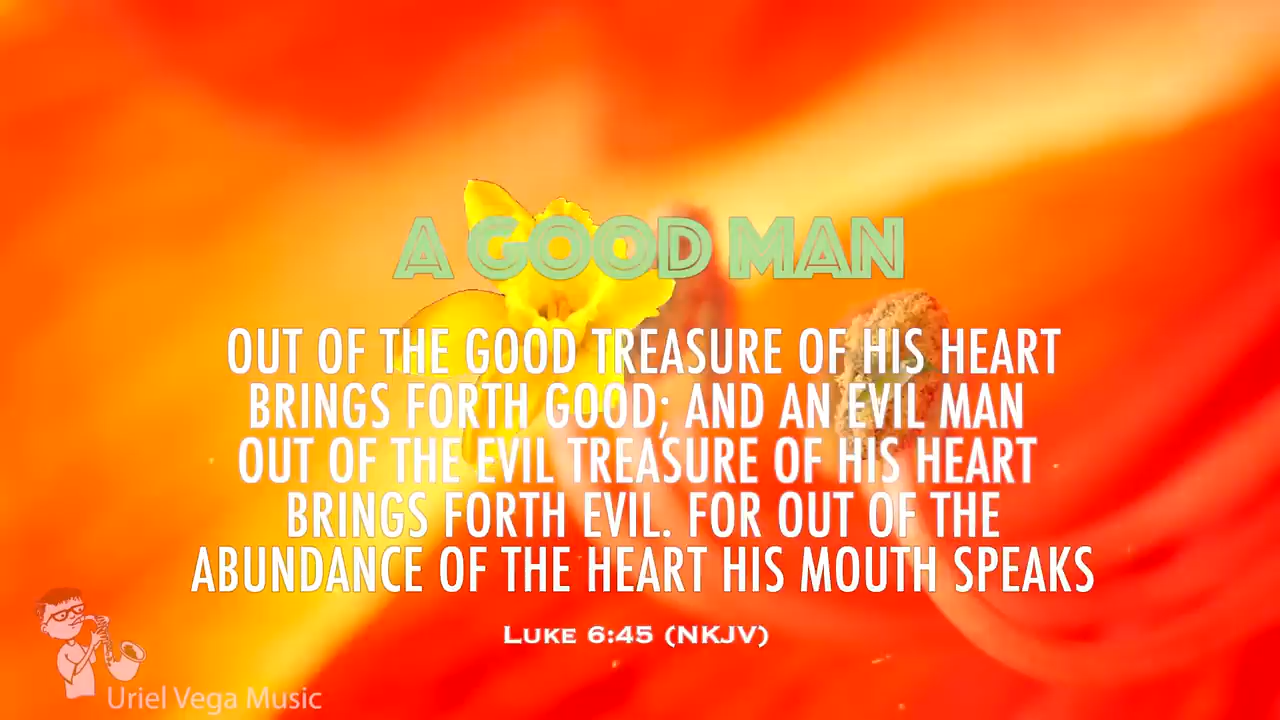 A GOOD MAN
OUT OF THE GOOD TREASURE OF HIS HEART
BRINGS FORTH GOOD; AND AN EVIL MAN
OUT OF THE EVIL TREASURE OF HIS HEART
BRINGS FORTH EVIL. FOR OUT OF THE
ABUNDANCE OF THE HEART HIS MOUTH SPEAKS
Luke 6:45 (NKJV)
Uriel Vega Music